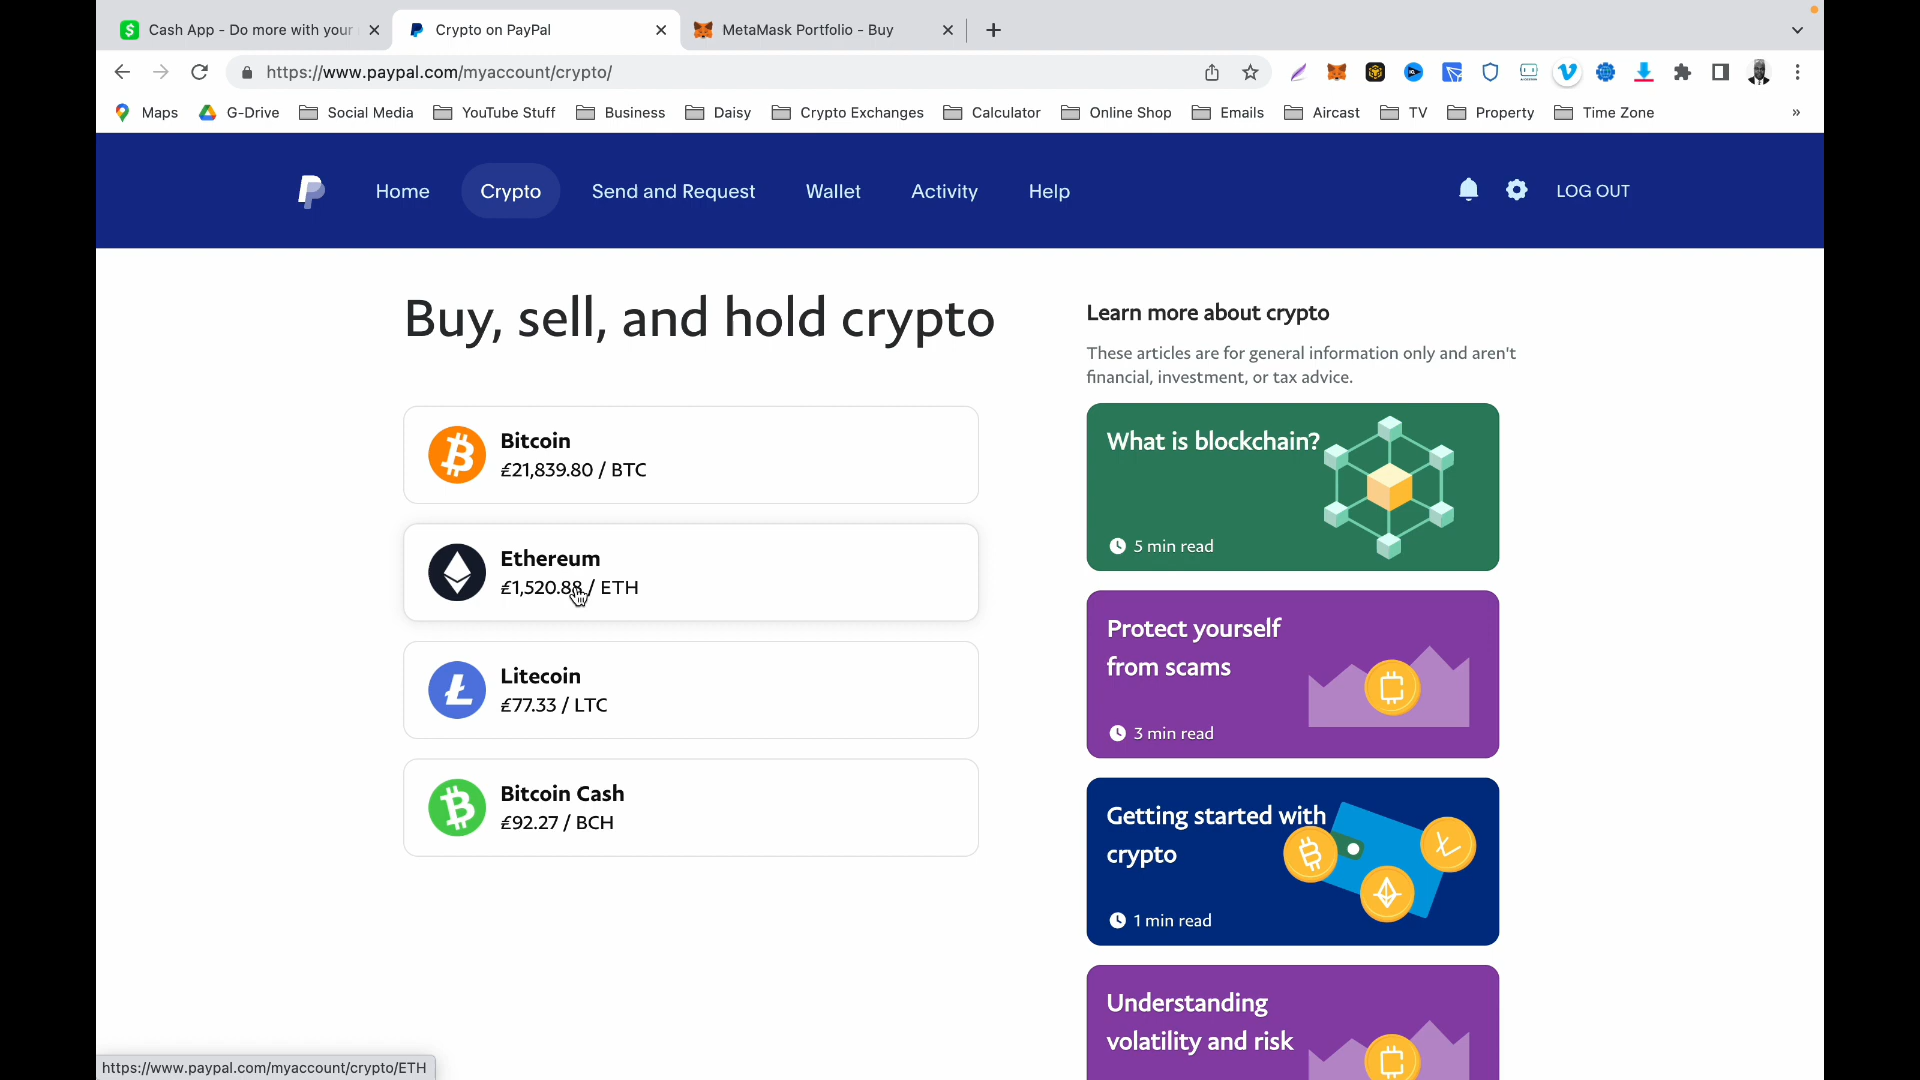 Cash App - Do more with your
Crypto on PayPal
MetaMask Portfolio - Buy
https://www.paypal.com/myaccount/crypto/
Maps
G-Drive
Social Media
YouTube Stuff
Business
Daisy
Crypto Exchanges
Calculator
Online Shop
Emails
Aircast
TV
Property
Time Zone
»
Home
Crypto
Send and Request
Wallet
Activity
Help
LOG OUT
Buy, sell, and hold crypto
Bitcoin
£21,839.80 / BTC
Ethereum
£1,520.88 / ETH
Litecoin
£77.33 / LTC
Bitcoin Cash
£92.27 / BCH
Learn more about crypto
These articles are for general information only and aren't
financial, investment, or tax advice.
What is blockchain?
5 min read
Protect yourself
from scams
3 min read
Getting started with
crypto
1 min read
Understanding
volatility and risk
https://www.paypal.com/myaccount/crypto/ETH